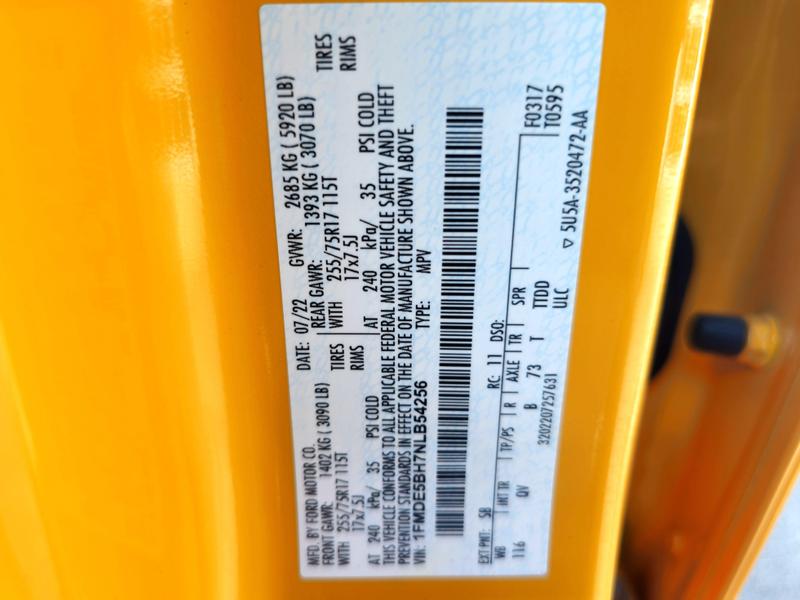 MFD. BY FORD MOTOR CO.
DATE: 07/22 GVWR: 2685 KG ( 5920 LB)
FRONT GAWR: 1402 KG ( 3090 LB) REAR GAWR: 1393 KG ( 3070 LB)
WITH 255/75R17 115T TIRES WITH 255/75R17 115T TIRES
17x7.5J RIMS 17x7.5J RIMS
AT 240 kPa/ 35 PSI COLD AT 240 kPa/ 35 PSI COLD
THIS VEHICLE CONFORMS TO ALL APPLICABLE FEDERAL MOTOR VEHICLE SAFETY AND THEFT
PREVENTION STANDARDS IN EFFECT ON THE DATE OF MANUFACTURE SHOWN ABOVE.
VIN: 1FMDE5BH7NLB54256 TYPE: MPV
EXT PNT: SB RC: 11 DSO: F0317
WB INT TR TP/PS R AXLE TR SPR T0595
116 QV B 73 T TTDD
3202207257631 ULC
▽ 5U5A-3520472-AA